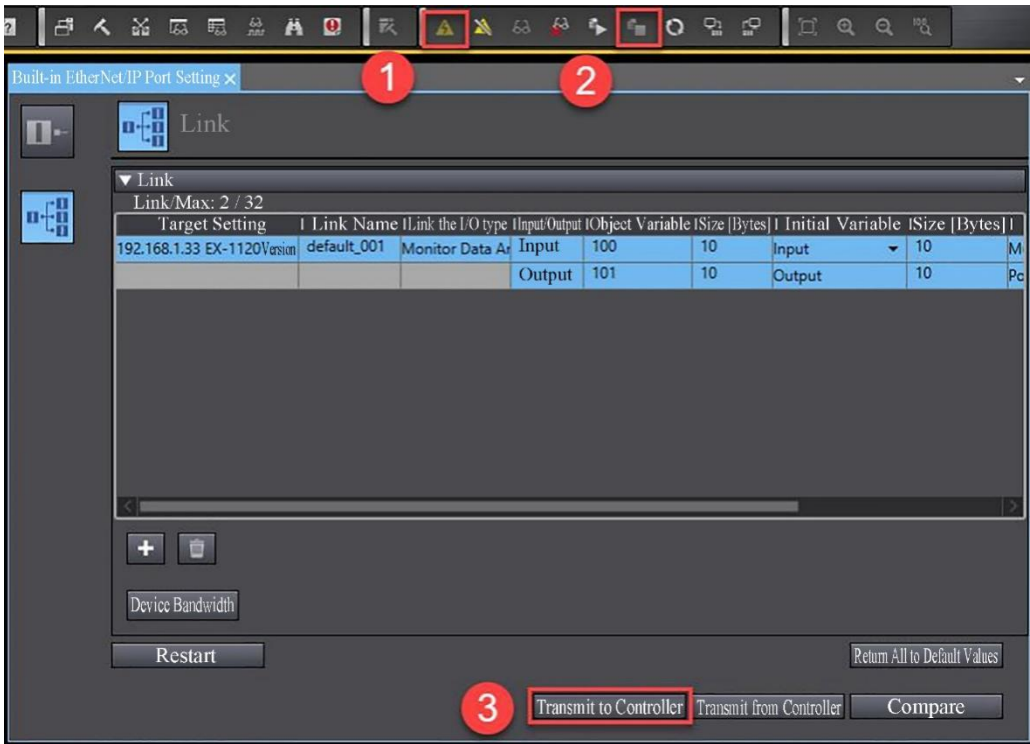 1
2
Built-in EtherNet/IP Port Setting
Link
Link
Link/Max: 2 / 32
Target Setting Link Name Link the I/O type Input/Output Object Variable Size [Bytes] Initial Variable Size [Bytes]
192.168.1.33 EX-1120Version default_001 Monitor Data Ar Input 100 10 Input 10 M
Output 101 10 Output 10 Po
Device Bandwidth
Restart
Return All to Default Values
3
Transmit to Controller Transmit from Controller Compare